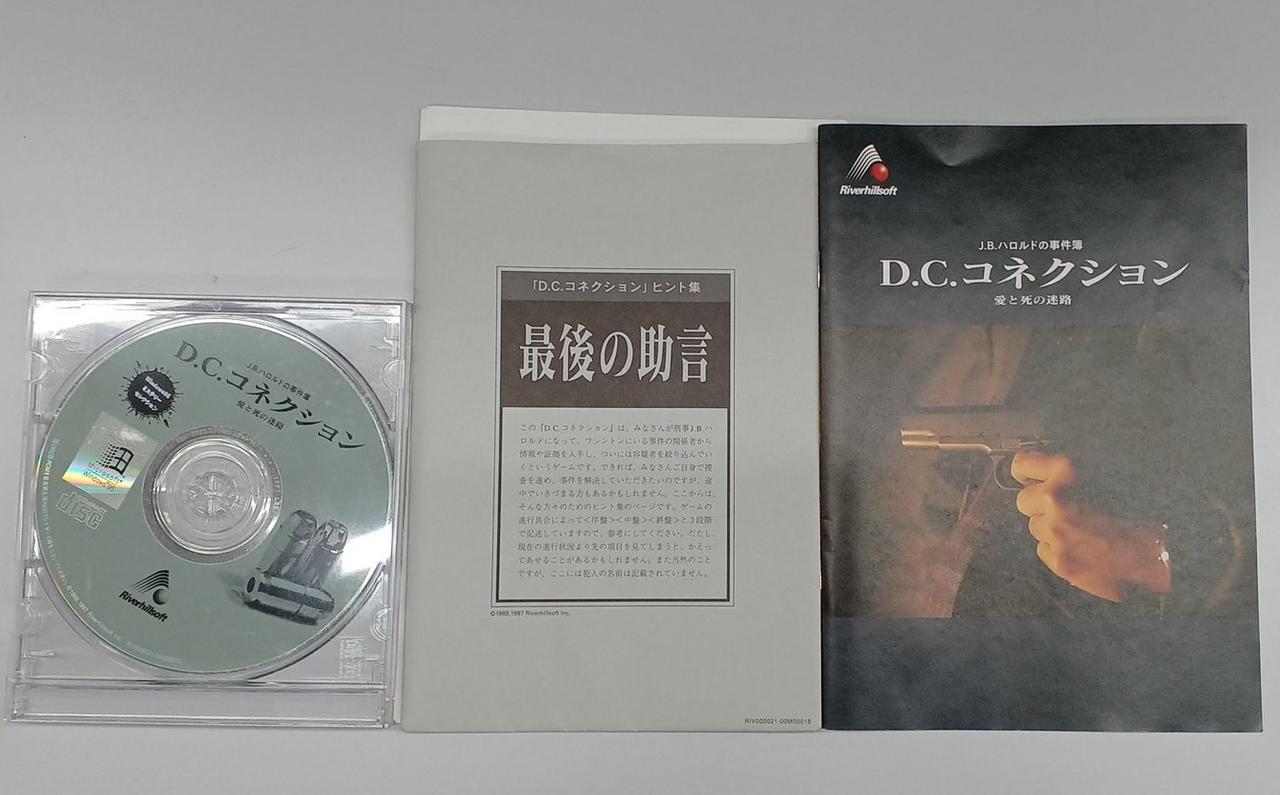 J.B.ハロルドの事件簿
D.C.コネクション
愛と死の迷路
Windows95
ミステリー
セレクション
Microsoft
Windows95
disc
Riverhillsoft
「D.C.コネクション」ヒント集
最後の助言
この『D.C.コネクション』は、みなさんが刑事J.B.ハ
ロルドになって、ワシントンにいる事件の関係者から
情報や証拠を入手し、ついには容疑者を絞り込んでい
くというゲームです。できれば、みなさんご自身で捜
査を進め、事件を解決していただきたいのですが、途
中でいきづまる方もあるかもしれません。ここからは、
そんな方々のためのヒント集のページです。ゲームの
進行具合によって<序盤><中盤><終盤>と3段階
で記述していますので、参考にしてください。だだし、
現在の進行状況より先の項目を見てしまうと、かえっ
てあせることがあるかもしれません。また当然のこと
ですが、ここには犯人の名前は記載されていません。
©1989,1997 Riverhillsoft Inc.
RIV000021-00M00018
Riverhillsoft
J.B.ハロルドの事件簿
D.C.コネクション
愛と死の迷路